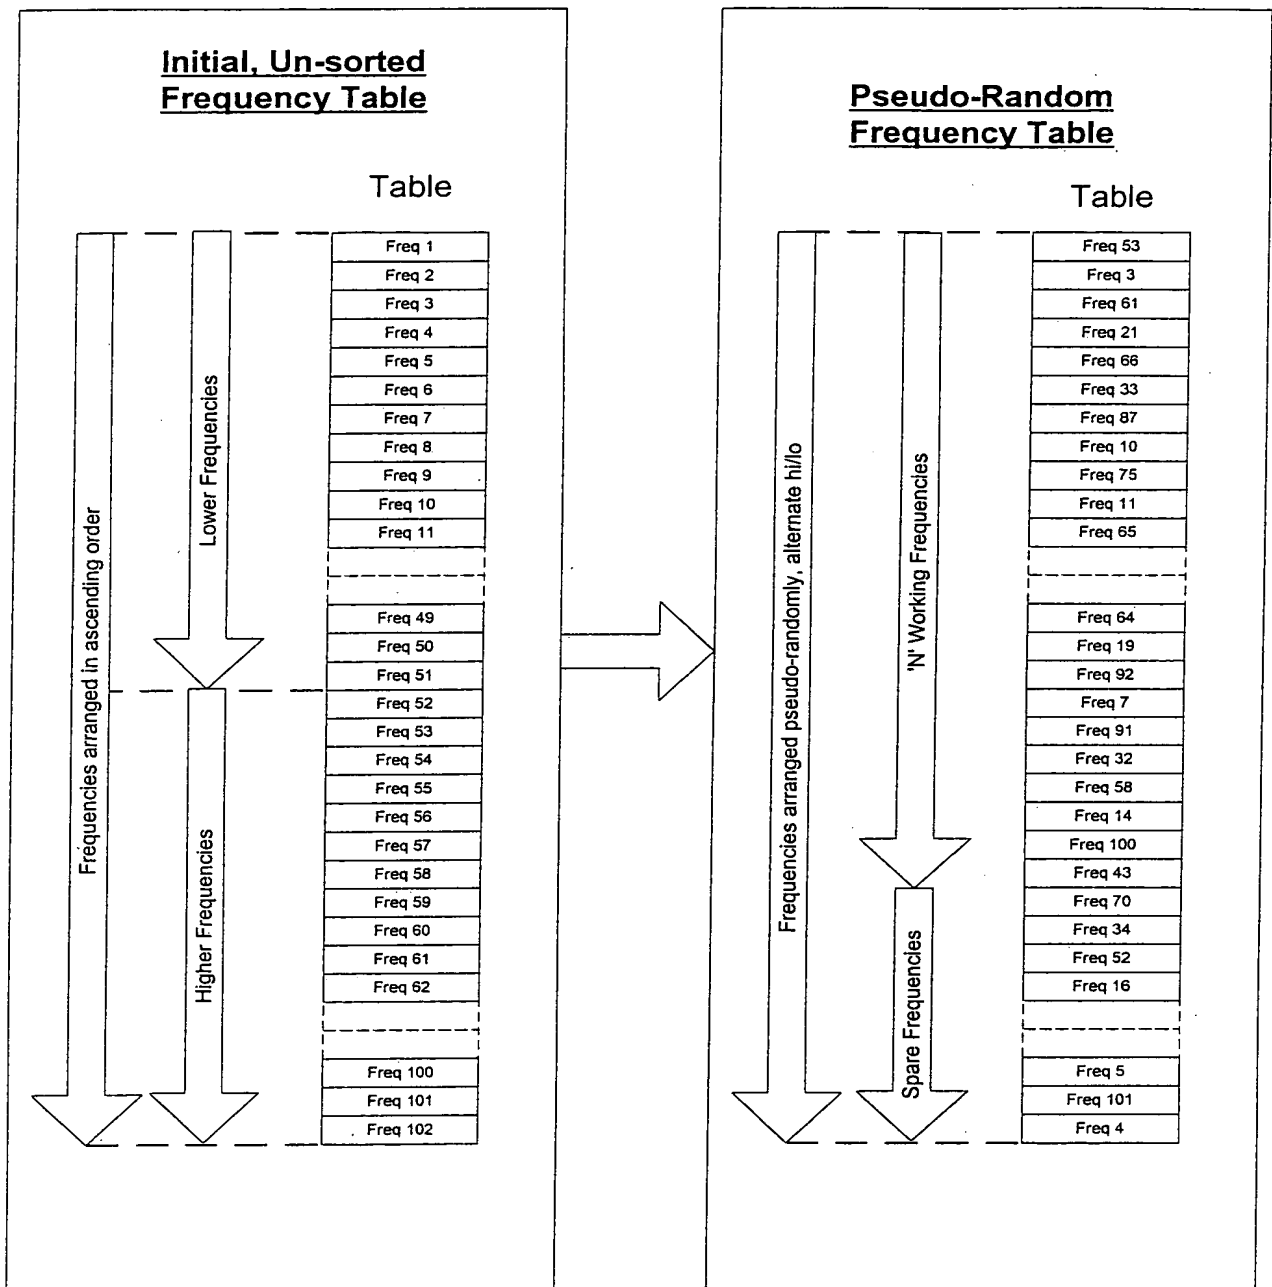 Initial, Un-sorted
Frequency Table
Table
Frequencies arranged in ascending order
Lower Frequencies
Higher Frequencies
Freq 1
Freq 2
Freq 3
Freq 4
Freq 5
Freq 6
Freq 7
Freq 8
Freq 9
Freq 10
Freq 11
Freq 49
Freq 50
Freq 51
Freq 52
Freq 53
Freq 54
Freq 55
Freq 56
Freq 57
Freq 58
Freq 59
Freq 60
Freq 61
Freq 62
Freq 100
Freq 101
Freq 102
Pseudo-Random
Frequency Table
Table
Frequencies arranged pseudo-randomly, alternate hi/lo
'N' Working Frequencies
Spare Frequencies
Freq 53
Freq 3
Freq 61
Freq 21
Freq 66
Freq 33
Freq 87
Freq 10
Freq 75
Freq 11
Freq 65
Freq 64
Freq 19
Freq 92
Freq 7
Freq 91
Freq 32
Freq 58
Freq 14
Freq 100
Freq 43
Freq 70
Freq 34
Freq 52
Freq 16
Freq 5
Freq 101
Freq 4